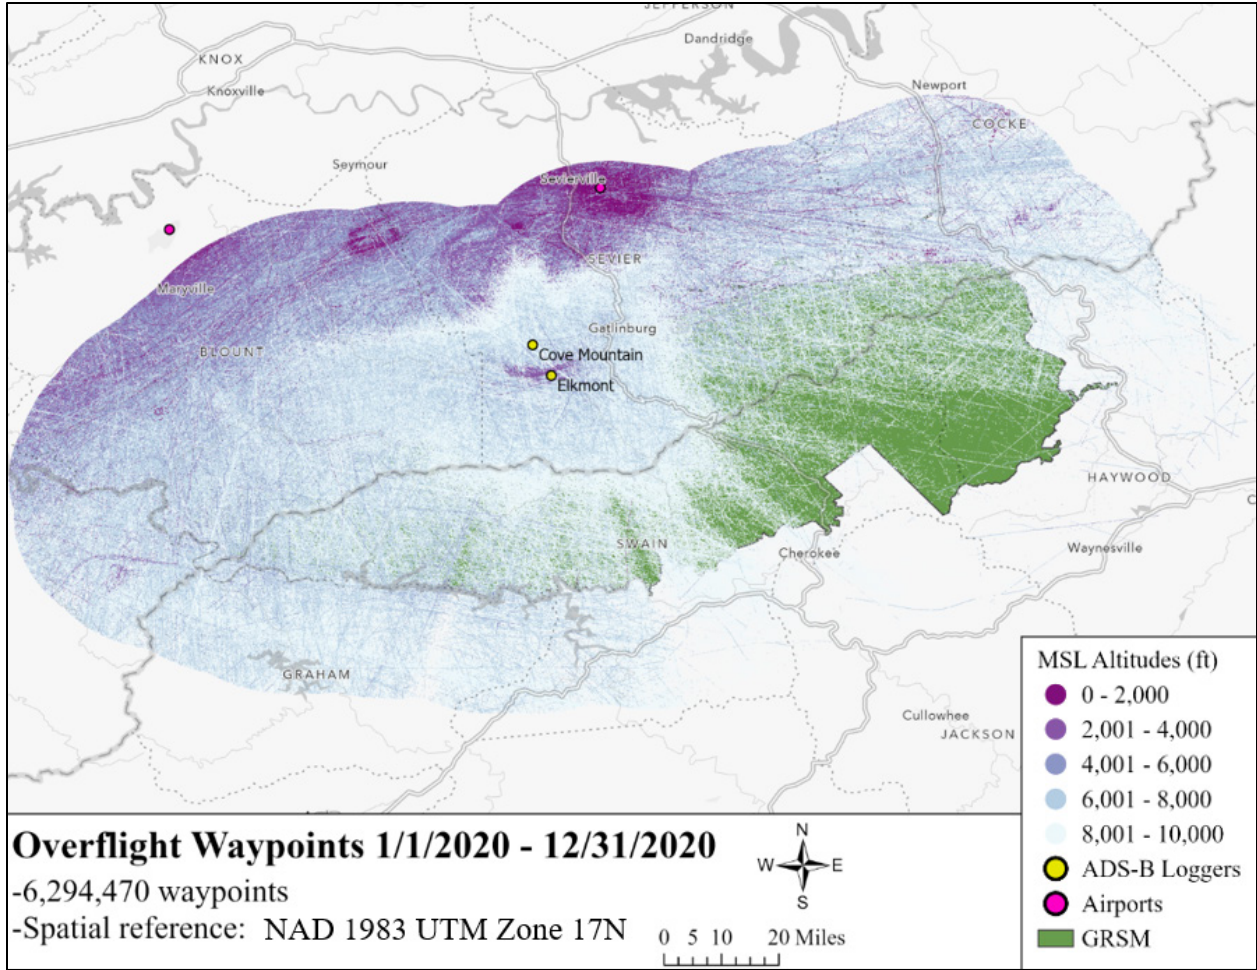 JEFFERSON
Dandridge
KNOX
Knoxville
Newport
COCKE
Seymour
Sevierville
SEVIER
Maryville
Gatlinburg
BLOUNT
Cove Mountain
Elkmont
HAYWOOD
SWAIN
Cherokee
Waynesville
GRAHAM
Cullowhee
JACKSON
MSL Altitudes (ft)
0 - 2,000
2,001 - 4,000
4,001 - 6,000
6,001 - 8,000
8,001 - 10,000
ADS-B Loggers
Airports
GRSM
Overflight Waypoints 1/1/2020 - 12/31/2020
-6,294,470 waypoints
-Spatial reference: NAD 1983 UTM Zone 17N
N
W E
S
0 5 10 20 Miles